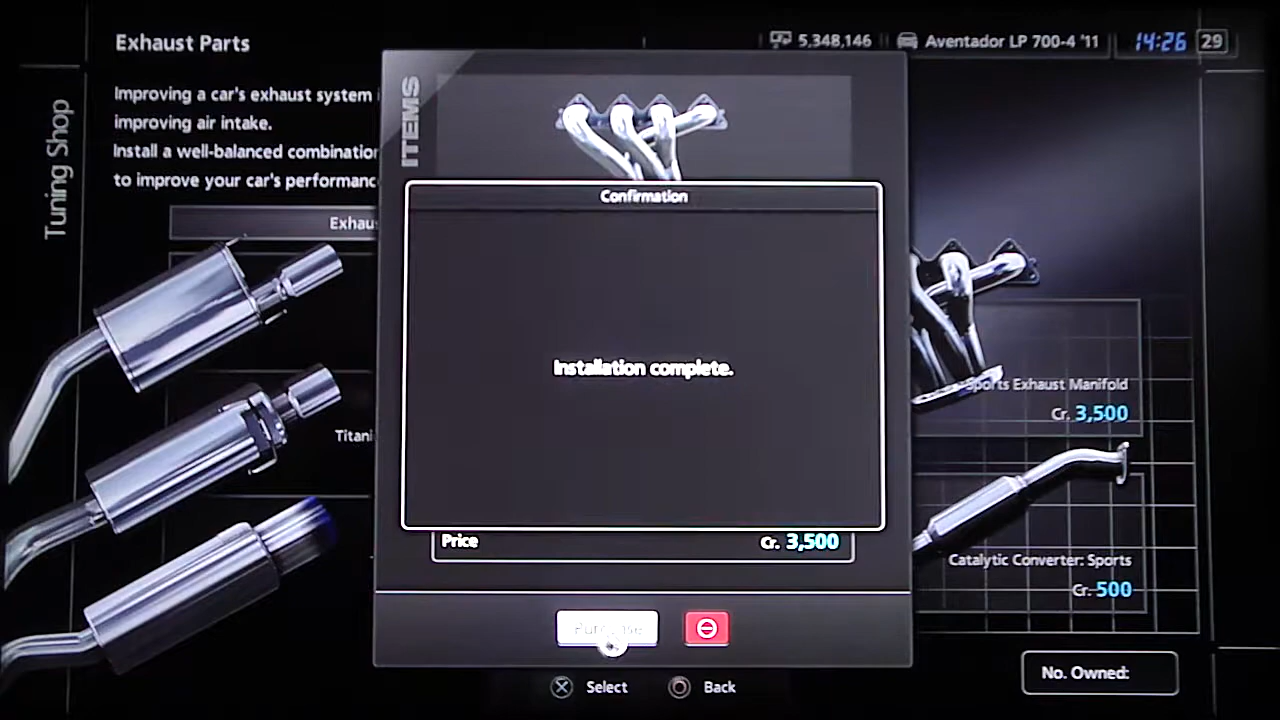 Exhaust Parts
5,348,146
Aventador LP 700-4 '11
14:26
29
Tuning Shop
Improving a car's exhaust system
improving air intake.
Install a well-balanced combination
to improve your car's performance
ITEMS
Confirmation
Installation complete.
Sports Exhaust Manifold
Cr. 3,500
Catalytic Converter: Sports
Cr. 500
Price
Cr. 3,500
Purchase
Select
Back
No. Owned: